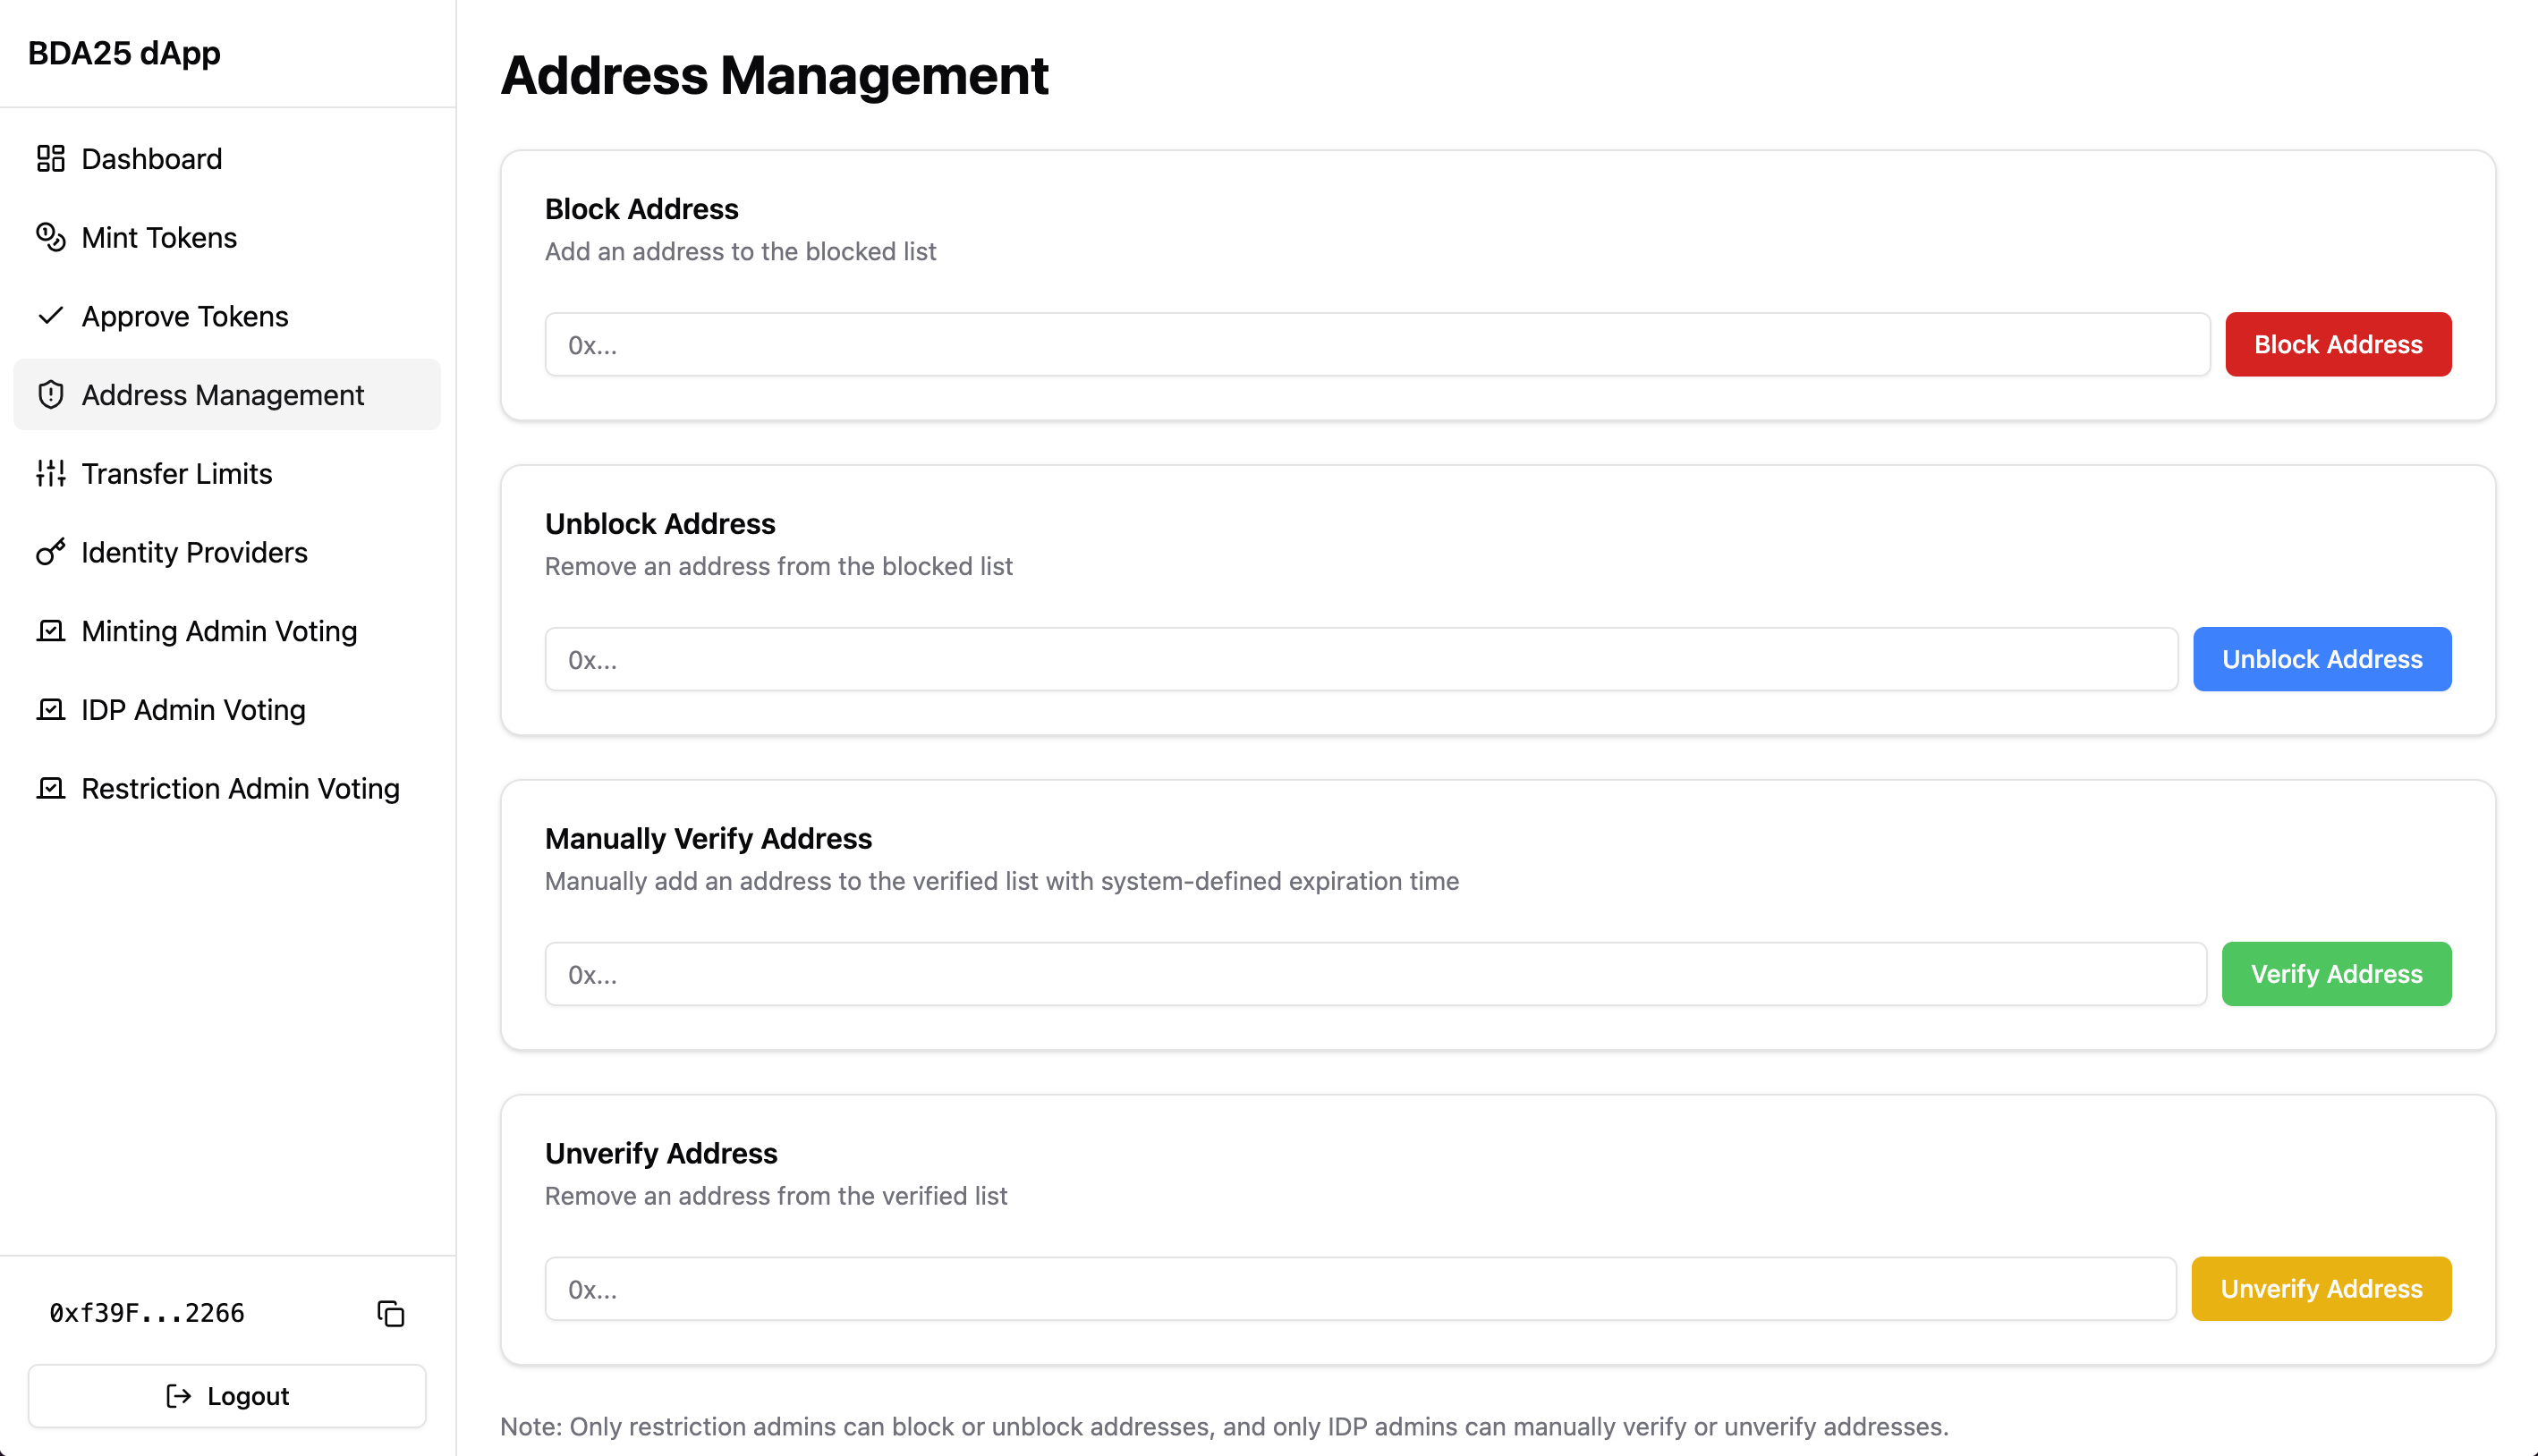 BDA25 dApp
Dashboard
Mint Tokens
Approve Tokens
Address Management
Transfer Limits
Identity Providers
Minting Admin Voting
IDP Admin Voting
Restriction Admin Voting
0xf39F...2266
Logout
Address Management
Block Address
Add an address to the blocked list
0x...
Block Address
Unblock Address
Remove an address from the blocked list
0x...
Unblock Address
Manually Verify Address
Manually add an address to the verified list with system-defined expiration time
0x...
Verify Address
Unverify Address
Remove an address from the verified list
0x...
Unverify Address
Note: Only restriction admins can block or unblock addresses, and only IDP admins can manually verify or unverify addresses.